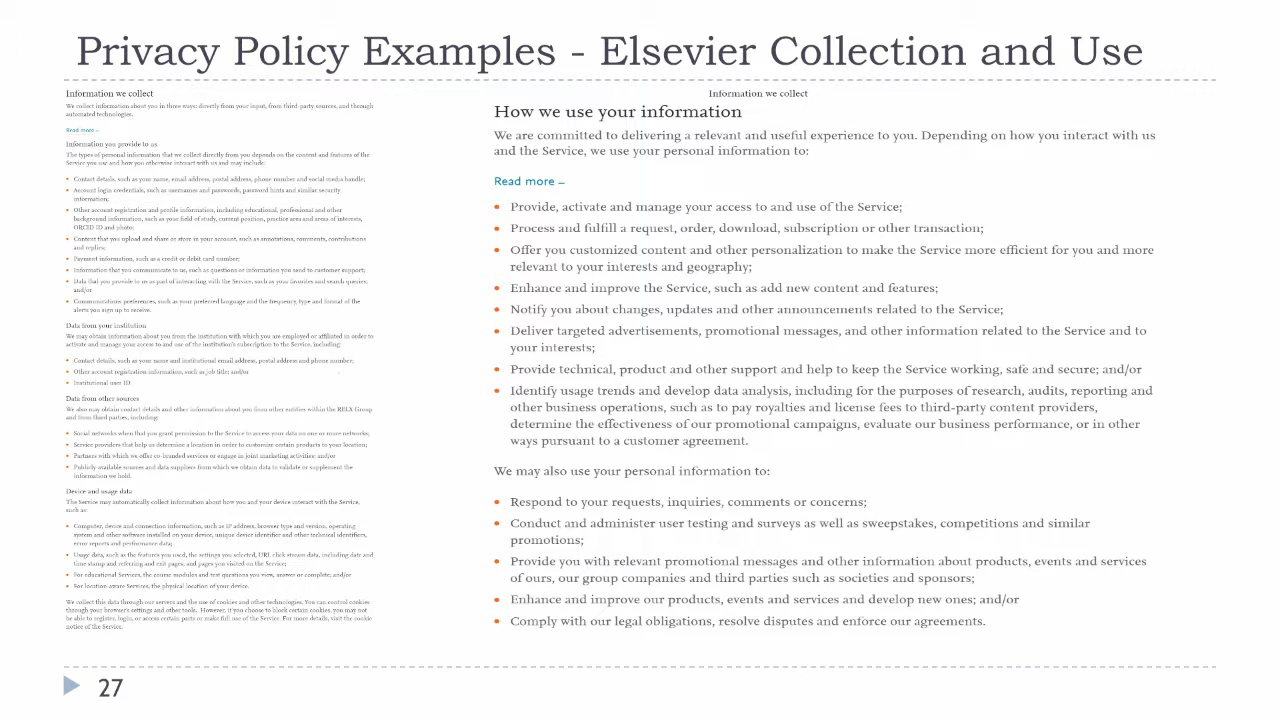 Privacy Policy Examples - Elsevier Collection and Use
Information we collect
We collect information about you in three ways: directly from your input, from third-party sources, and through
automated technologies.
Read more –
Information you provide to us
The types of personal information that we collect directly from you depends on the content and features of the
Service you use and how you otherwise interact with us and may include:
• Contact details, such as your name, email address, postal address, phone number and social media handle;
• Account login credentials, such as usernames and passwords, password hints and similar security
information;
• Other account registration and profile information, including educational, professional and other
background information, such as your field of study, current position, practice area and areas of interests,
ORCID ID and photo;
• Content that you upload and share or store in your account, such as annotations, comments, contributions
and replies;
• Payment information, such as a credit or debit card number;
• Information that you communicate to us, such as questions or information you send to customer support;
• Data that you provide to us as part of interacting with the Service, such as your favorites and search queries;
and/or
• Communications preferences, such as your preferred language and the frequency, type and format of the
alerts you sign up to receive.
Data from your institution
We may obtain information about you from the institution with which you are employed or affiliated in order to
activate and manage your access to and use of the institution's subscription to the Service, including:
• Contact details, such as your name and institutional email address, postal address and phone number;
• Other account registration information, such as job title; and/or
• Institutional user ID.
Data from other sources
We also may obtain contact details and other information about you from other entities within the RELX Group
and from third parties, including:
• Social networks when that you grant permission to the Service to access your data on one or more networks;
• Service providers that help us determine a location in order to customize certain products to your location;
• Partners with which we offer co-branded services or engage in joint marketing activities; and/or
• Publicly available sources and data suppliers from which we obtain data to validate or supplement the
information we hold.
Device and usage data
The Service may automatically collect information about how you and your device interact with the Service,
such as:
• Computer, device and connection information, such as IP address, browser type and version, operating
system and other software installed on your device, unique device identifier and other technical identifiers,
error reports and performance data;
• Usage data, such as the features you used, the settings you selected, URL click stream data, including date and
time stamp and referring and exit pages, and pages you visited on the Service;
• For educational Services, the course modules and test questions you view, answer or complete; and/or
• For location-aware Services, the physical location of your device.
We collect this data through our servers and the use of cookies and other technologies. You can control cookies
through your browser's settings and other tools. However, if you choose to block certain cookies, you may not
be able to register, login, or access certain parts or make full use of the Service. For more details, visit the cookie
notice of the Service.
Information we collect
How we use your information
We are committed to delivering a relevant and useful experience to you. Depending on how you interact with us
and the Service, we use your personal information to:
Read more –
• Provide, activate and manage your access to and use of the Service;
• Process and fulfill a request, order, download, subscription or other transaction;
• Offer you customized content and other personalization to make the Service more efficient for you and more
relevant to your interests and geography;
• Enhance and improve the Service, such as add new content and features;
• Notify you about changes, updates and other announcements related to the Service;
• Deliver targeted advertisements, promotional messages, and other information related to the Service and to
your interests;
• Provide technical, product and other support and help to keep the Service working, safe and secure; and/or
• Identify usage trends and develop data analysis, including for the purposes of research, audits, reporting and
other business operations, such as to pay royalties and license fees to third-party content providers,
determine the effectiveness of our promotional campaigns, evaluate our business performance, or in other
ways pursuant to a customer agreement.
We may also use your personal information to:
• Respond to your requests, inquiries, comments or concerns;
• Conduct and administer user testing and surveys as well as sweepstakes, competitions and similar
promotions;
• Provide you with relevant promotional messages and other information about products, events and services
of ours, our group companies and third parties such as societies and sponsors;
• Enhance and improve our products, events and services and develop new ones; and/or
• Comply with our legal obligations, resolve disputes and enforce our agreements.
27